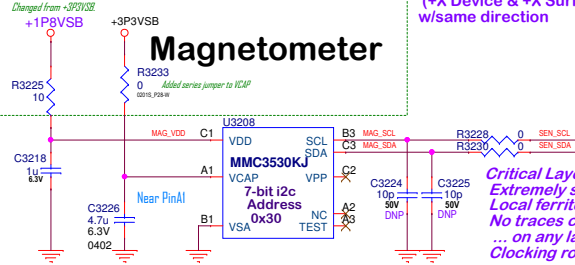 Changed from +3P3VSB.
+1P8VSB
+3P3VSB
(+X Device & +X Sur
w/same direction
Magnetometer
R3233
0
0201S_P28-W
Added series jumper to VCAP
R3225
10
U3208
MAG_VDD
C1
VDD
SCL
B3
MAG_SCL
R3228
0
SEN_SCL
SDA
C3
MAG_SDA
R3230
0
SEN_SDA
C3218
1u
6.3V
MMC3530KJ
A1
VCAP
VPP
C2
7-bit i2c
Address
0x30
Near PinA1
C3224
10p
50V
DNP
C3225
10p
50V
DNP
C3226
4.7u
6.3V
0402
B1
VSA
NC
A2
TEST
A3
Critical Layo
Extremely s
Local ferrit
No traces o
... on any la
Clocking ro